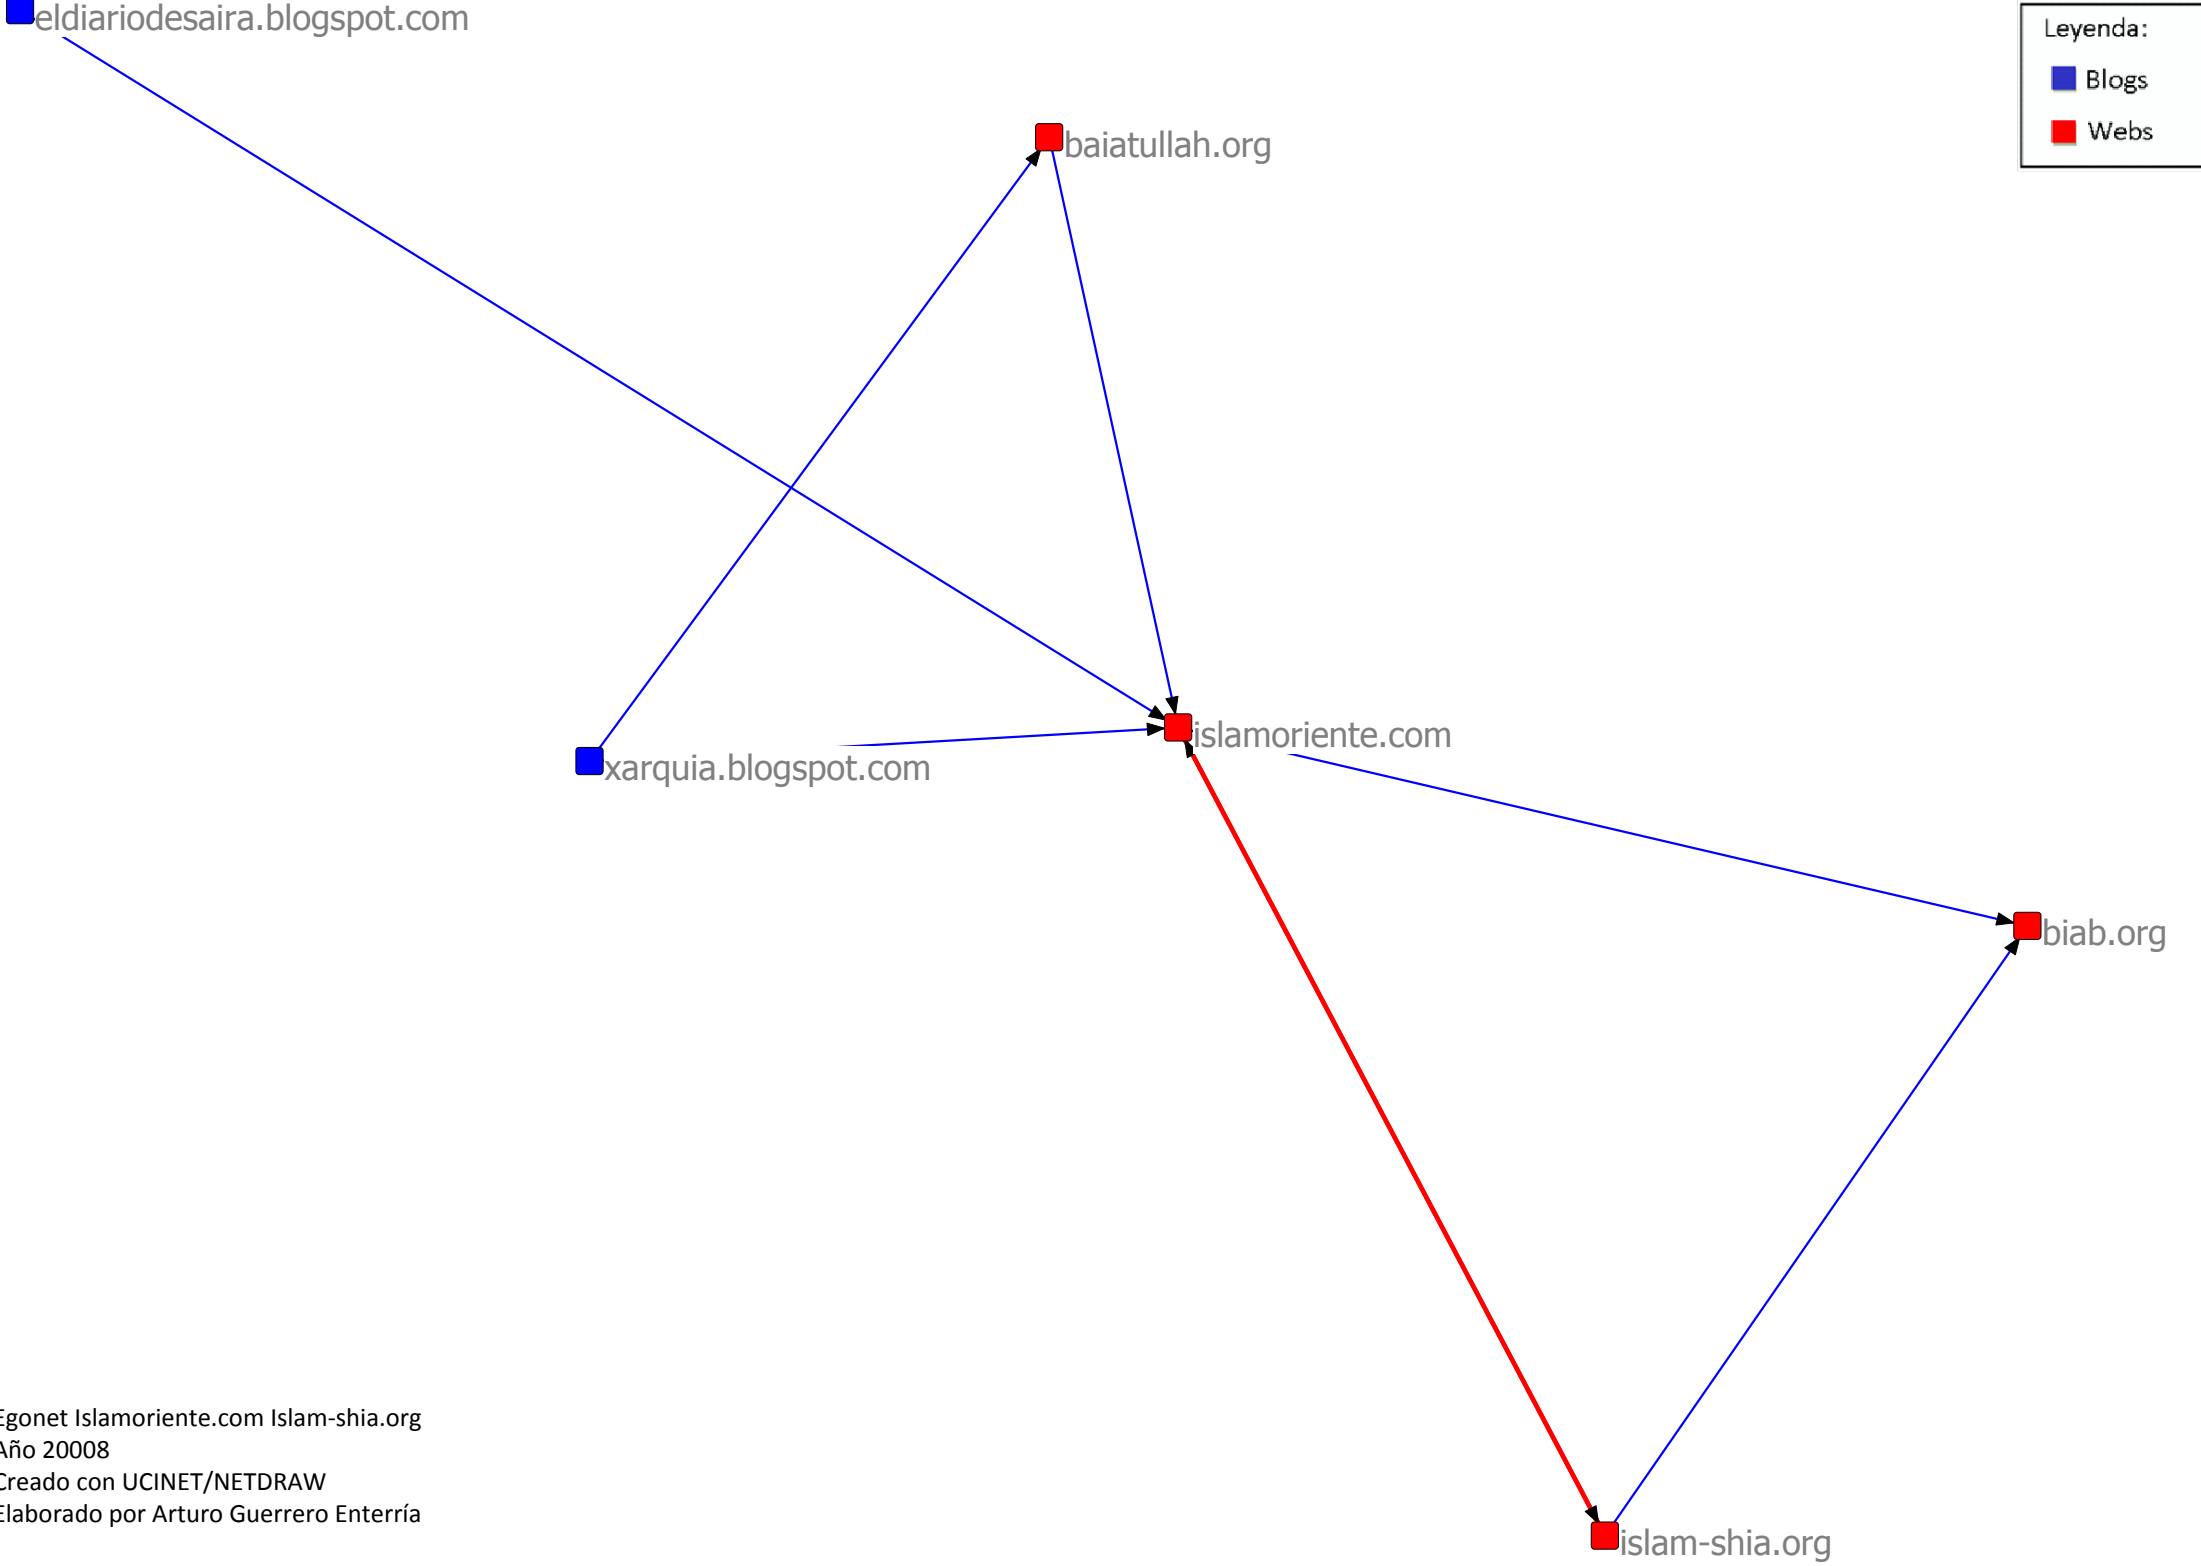 eldiariodesaira.blogspot.com
Leyenda:
Blogs
Webs
baiatullah.org
islamoriente.com
xarquia.blogspot.com
biab.org
Egonet Islamoriente.com Islam-shia.org
Año 20008
Creado con UCINET/NETDRAW
Elaborado por Arturo Guerrero Enterría
islam-shia.org